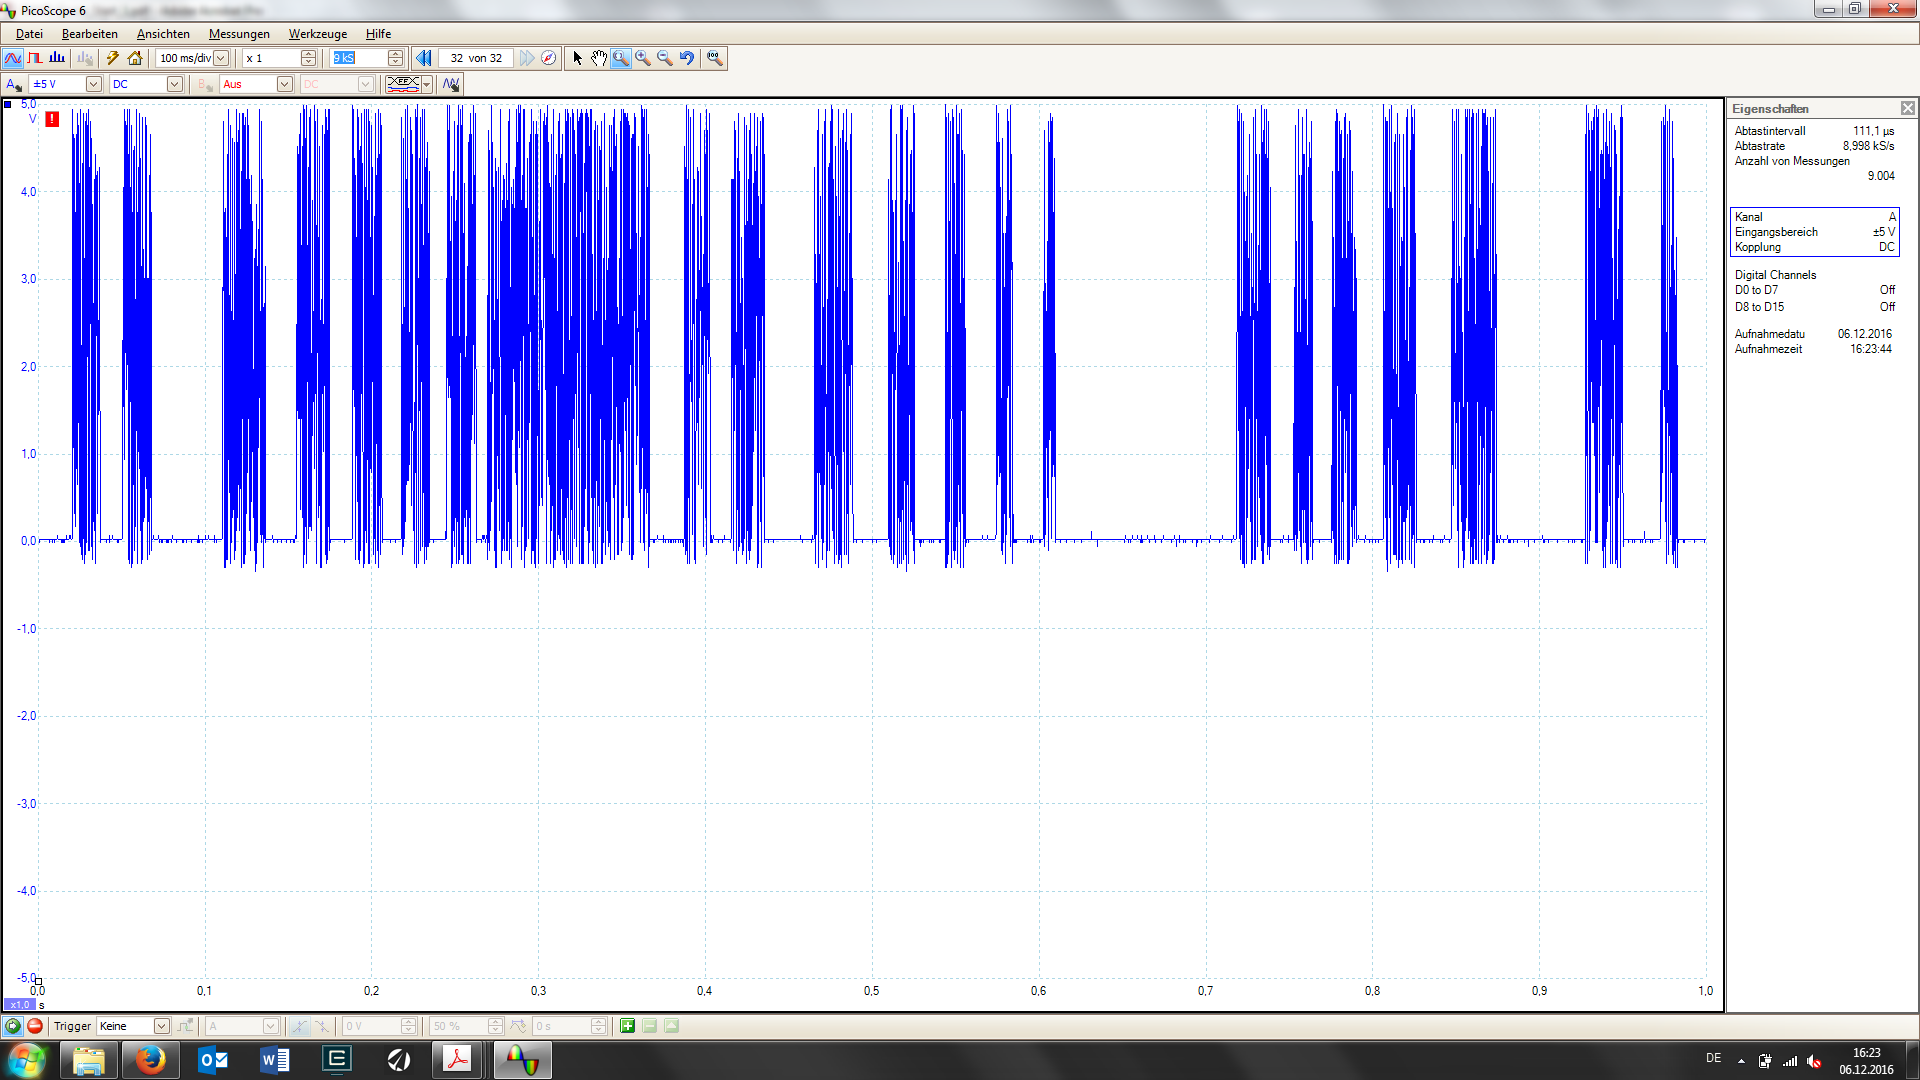 PicoScope 6
Datei Bearbeiten Ansichten Messungen Werkzeuge Hilfe
100 ms/div x 1 9 kS 32 von 32
A ±5 V DC B Aus DC
5,0
V
4,0
3,0
2,0
1,0
0,0
-1,0
-2,0
-3,0
-4,0
-5,0
0,0 0,1 0,2 0,3 0,4 0,5 0,6 0,7 0,8 0,9 1,0
x1,0 s
Eigenschaften
Abtastintervall 111,1 µs
Abtastrate 8,998 kS/s
Anzahl von Messungen
9.004
Kanal A
Eingangsbereich ±5 V
Kopplung DC
Digital Channels
D0 to D7 Off
D8 to D15 Off
Aufnahmedatu 06.12.2016
Aufnahmezeit 16:23:44
Trigger Keine A 0 V 50 % 0 s
DE 16:23
06.12.2016